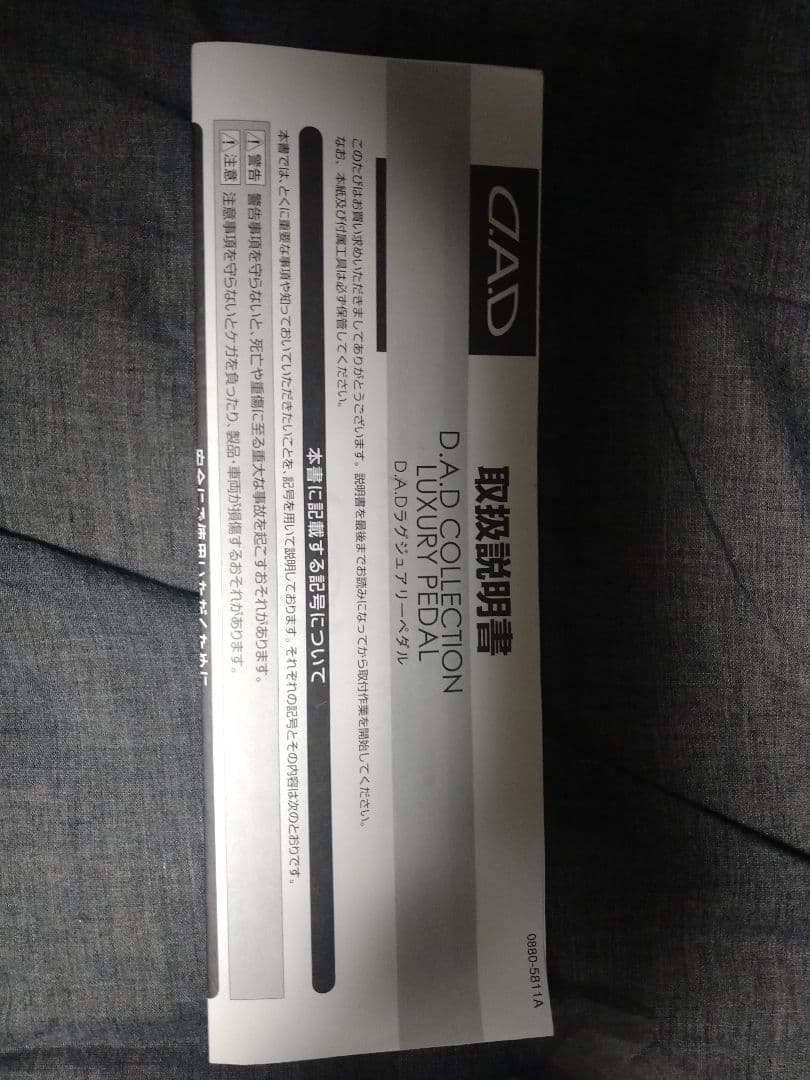 D.A.D
取扱説明書
0880-5811A
D.A.D COLLECTION
LUXURY PEDAL
D.A.Dラグジュアリーペダル
このたびはお買い求めいただきましてありがとうございます。説明書を最後までお読みになってから取付作業を開始してください。
なお、本紙及び付属工具は必ず保管してください。
本書に記載する記号について
本書では、とくに重要な事項や知っておいていただきたいことを、記号を用いて説明しております。それぞれの記号とその内容は次のとおりです。
警告 警告事項を守らないと、死亡や重傷に至る重大な事故を起こすおそれがあります。
注意 注意事項を守らないとケガを負ったり、製品・車両が損傷するおそれがあります。